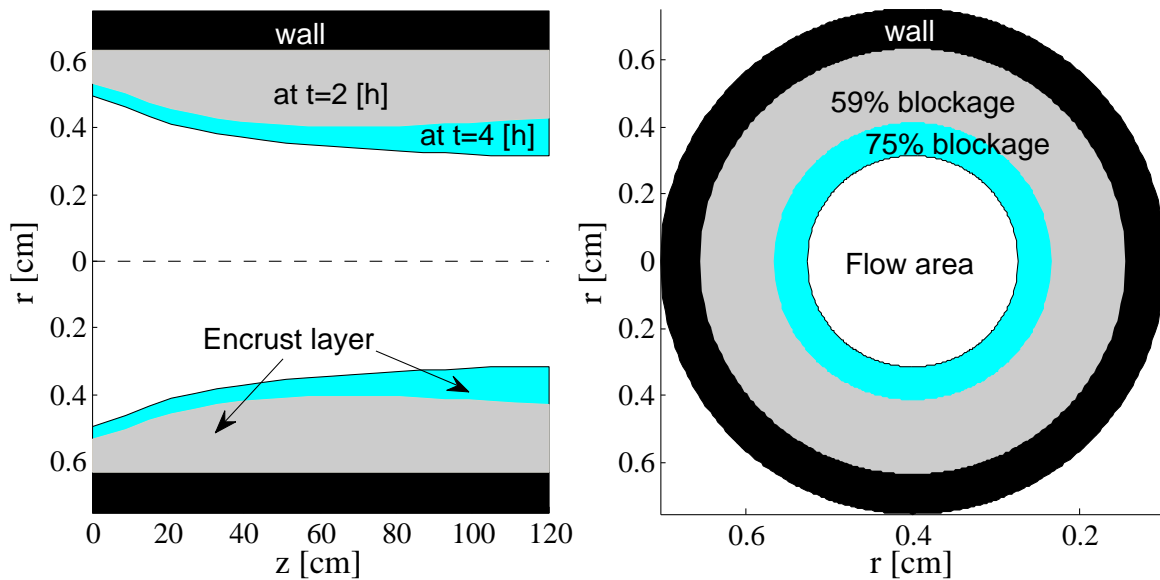 wall
0.6
at t=2 [h]
0.4
at t=4 [h]
0.2
r [cm]
0
0.2
Encrust layer
0.4
0.6
0 20 40 60 80 100 120
z [cm]
wall
0.6
59% blockage
0.4
75% blockage
0.2
r [cm]
0
Flow area
0.2
0.4
0.6
0.6 0.4 0.2
r [cm]